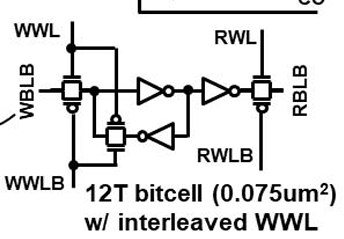 WWL
RWL
WBLB
RBLB
RWLB
WWLB
12T bitcell (0.075um²)
w/ interleaved WWL